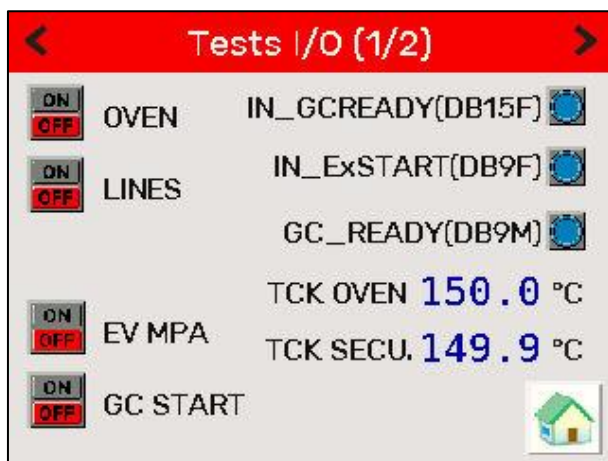 Tests I/O (1/2)
ON
OFF
OVEN
IN_GCREADY(DB15F)
ON
OFF
LINES
IN_ExSTART(DB9F)
GC_READY(DB9M)
TCK OVEN 150.0 °C
ON
OFF
EV MPA
TCK SECU. 149.9 °C
ON
OFF
GC START